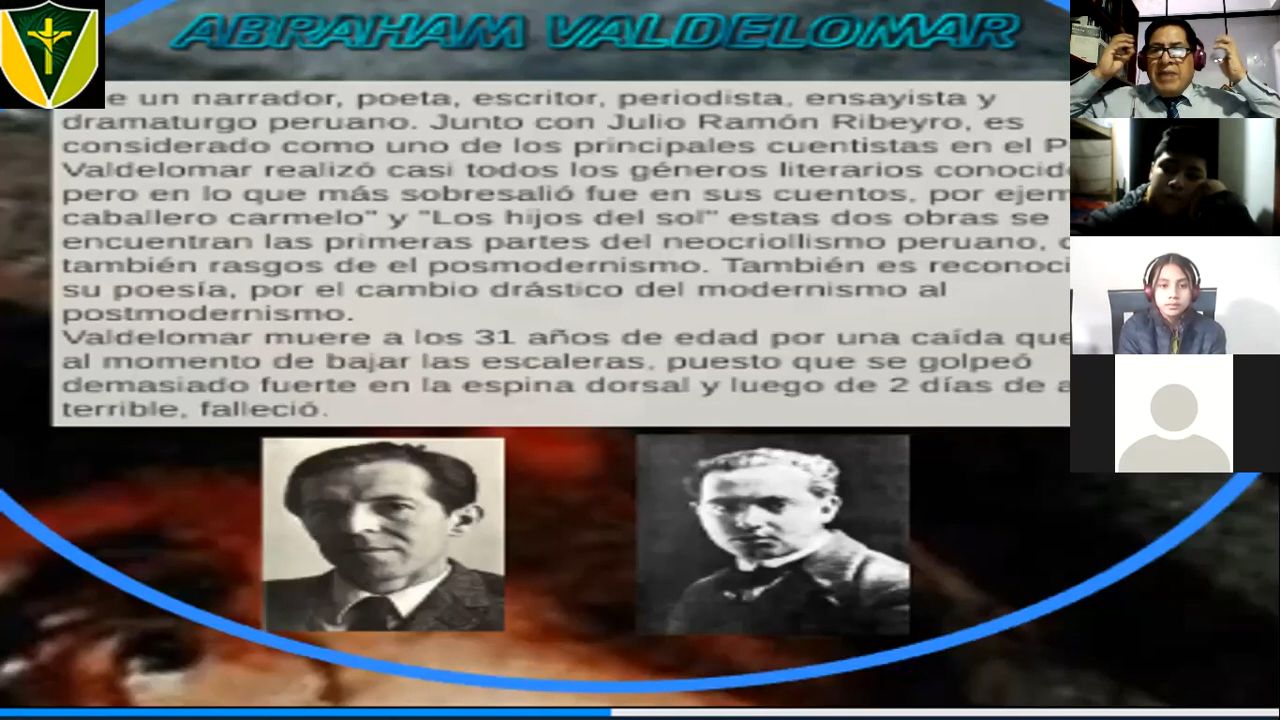 ABRAHAM VALDELOMAR
e un narrador, poeta, escritor, periodista, ensayista y
dramaturgo peruano. Junto con Julio Ramón Ribeyro, es
considerado como uno de los principales cuentistas en el P
Valdelomar realizó casi todos los géneros literarios conocid
pero en lo que más sobresalió fue en sus cuentos, por ejem
caballero carmelo" y "Los hijos del sol" estas dos obras se
encuentran las primeras partes del neocriollismo peruano, c
también rasgos de el posmodernismo. También es reconoci
su poesía, por el cambio drástico del modernismo al
postmodernismo.
Valdelomar muere a los 31 años de edad por una caída que
al momento de bajar las escaleras, puesto que se golpeó
demasiado fuerte en la espina dorsal y luego de 2 días de a
terrible, falleció.